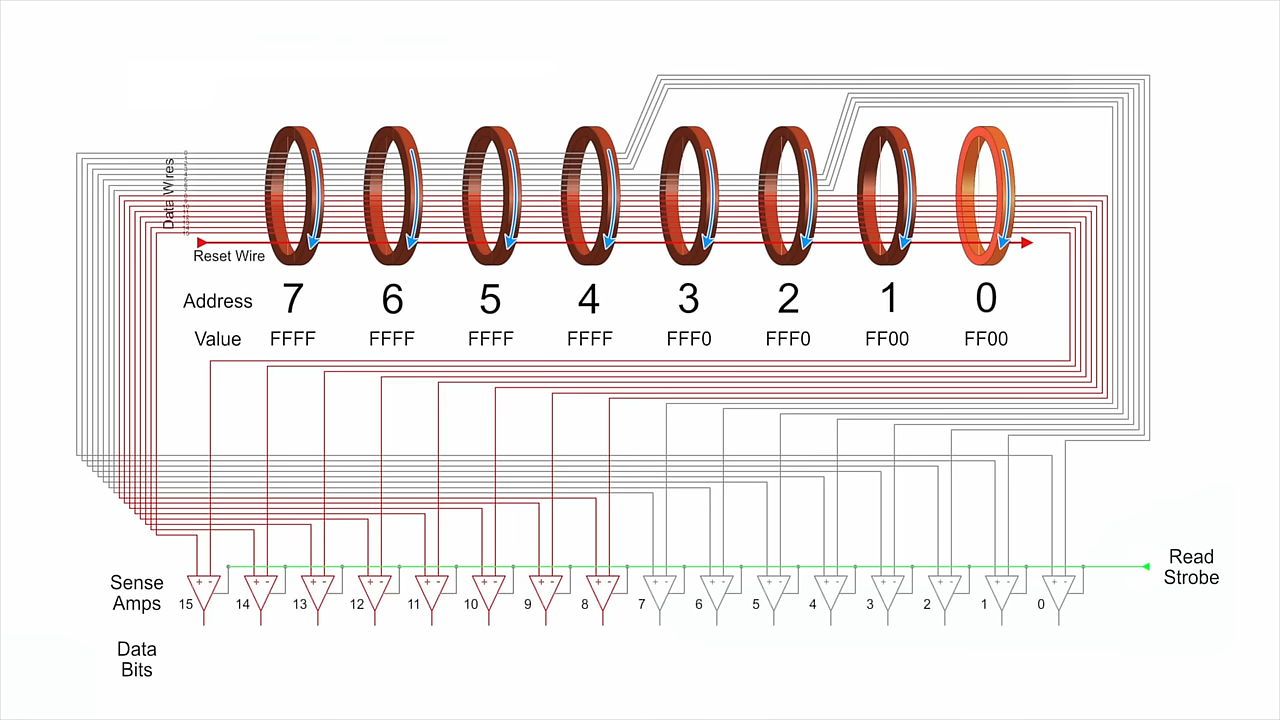 Data Wires
Reset Wire
Address 7 6 5 4 3 2 1 0
Value FFFF FFFF FFFF FFFF FFF0 FFF0 FF00 FF00
Read
Strobe
Sense
Amps
+ - + - + - + - + - + - + - + - + - + - + - + - + - + - + - + -
15 14 13 12 11 10 9 8 7 6 5 4 3 2 1 0
Data
Bits